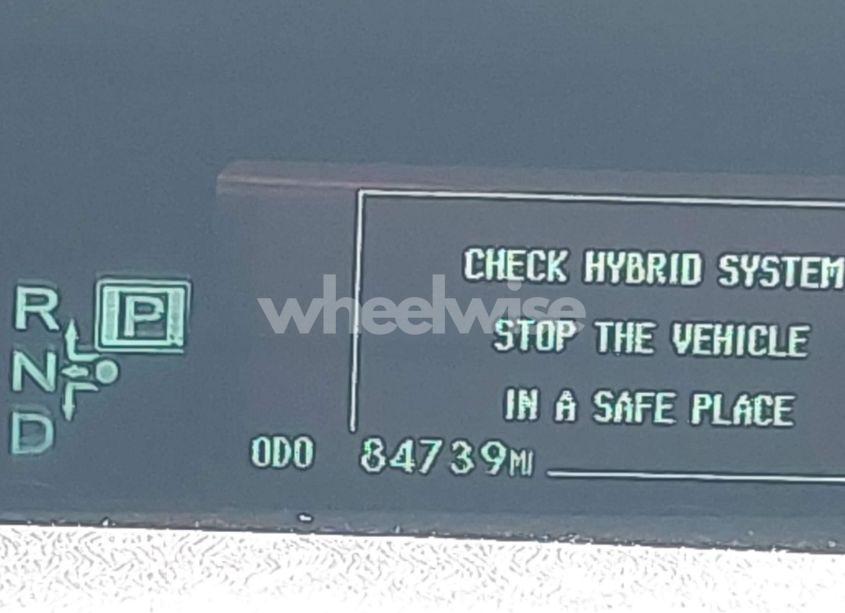 CHECK HYBRID SYSTEM
STOP THE VEHICLE
IN A SAFE PLACE
R P
N
D
ODO 84739MI
wheelwise